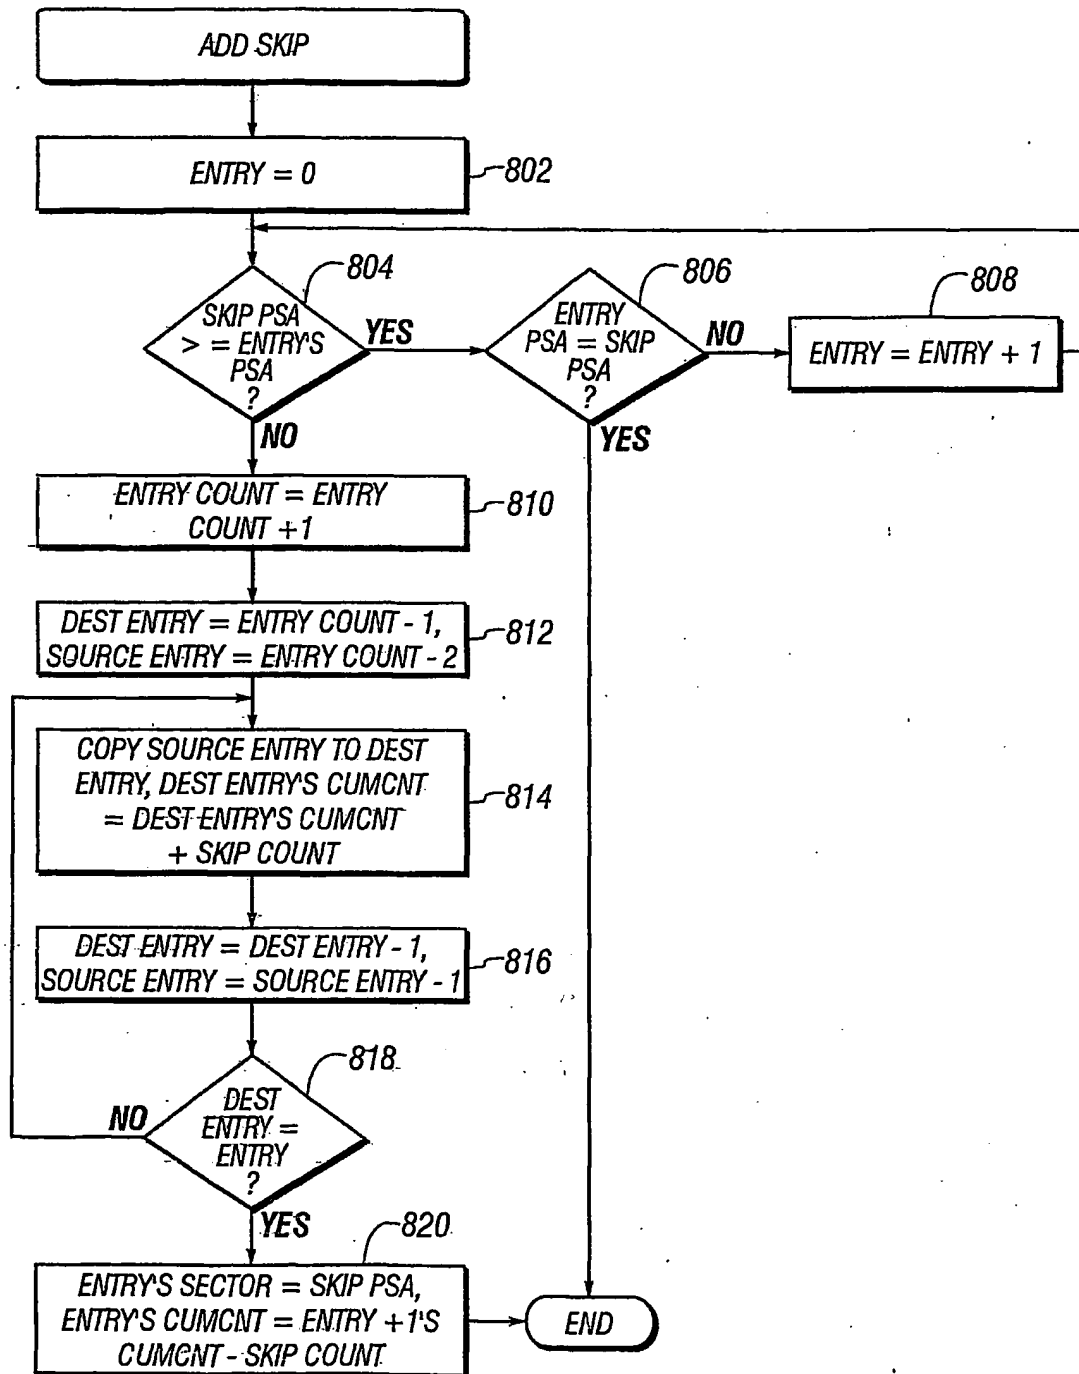 ADD SKIP
ENTRY = 0
802
804
SKIP PSA
> = ENTRY'S
PSA
?
YES
NO
806
ENTRY
PSA = SKIP
PSA
?
NO
YES
808
ENTRY = ENTRY + 1
ENTRY COUNT = ENTRY
COUNT +1
810
DEST ENTRY = ENTRY COUNT - 1,
SOURCE ENTRY = ENTRY COUNT - 2
812
COPY SOURCE ENTRY TO DEST
ENTRY, DEST ENTRY'S CUMCNT
= DEST ENTRY'S CUMCNT
+ SKIP COUNT
814
DEST ENTRY = DEST ENTRY - 1,
SOURCE ENTRY = SOURCE ENTRY - 1
816
818
DEST
ENTRY =
ENTRY
?
NO
YES
820
ENTRY'S SECTOR = SKIP PSA,
ENTRY'S CUMCNT = ENTRY +1'S
CUMCNT - SKIP COUNT
END